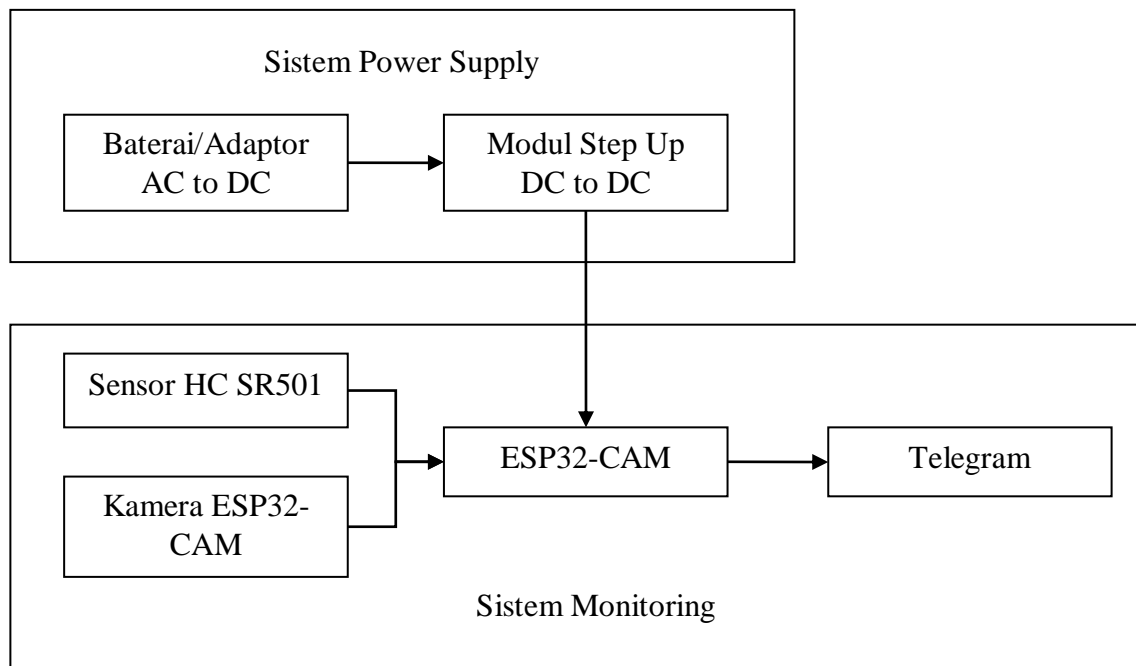 Sistem Power Supply
Baterai/Adaptor
AC to DC
Modul Step Up
DC to DC
Sensor HC SR501
Kamera ESP32-
CAM
ESP32-CAM
Telegram
Sistem Monitoring